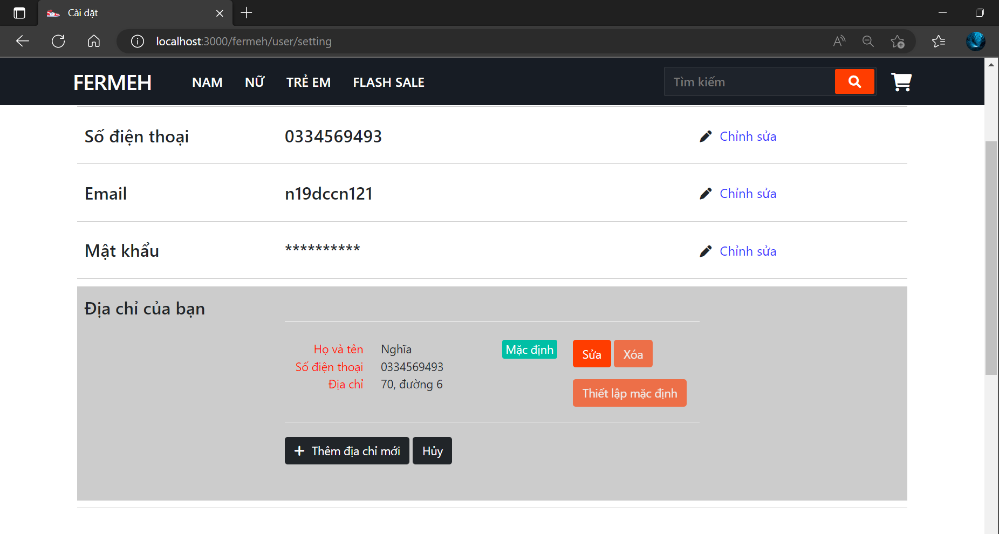 Cài đặt
localhost:3000/fermeh/user/setting
FERMEH NAM NỮ TRẺ EM FLASH SALE Tìm kiếm
Số điện thoại 0334569493 Chỉnh sửa
Email n19dccn121 Chỉnh sửa
Mật khẩu ********** Chỉnh sửa
Địa chỉ của bạn
Họ và tên Nghĩa Mặc định Sửa Xóa
Số điện thoại 0334569493
Địa chỉ 70, đường 6
Thiết lập mặc định
Thêm địa chỉ mới Hủy